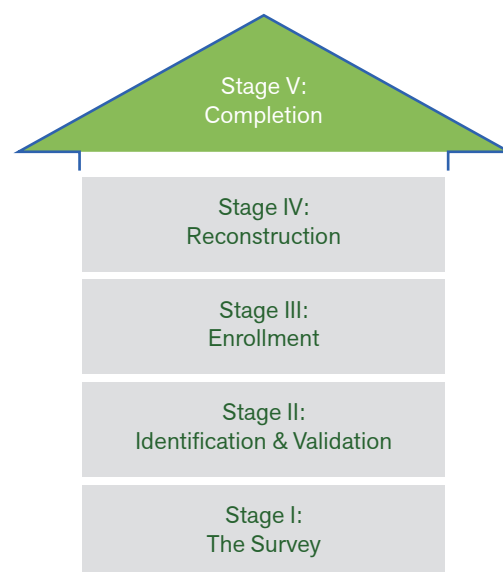 Stage V:
Completion
Stage IV:
Reconstruction
Stage III:
Enrollment
Stage II:
Identification & Validation
Stage I:
The Survey